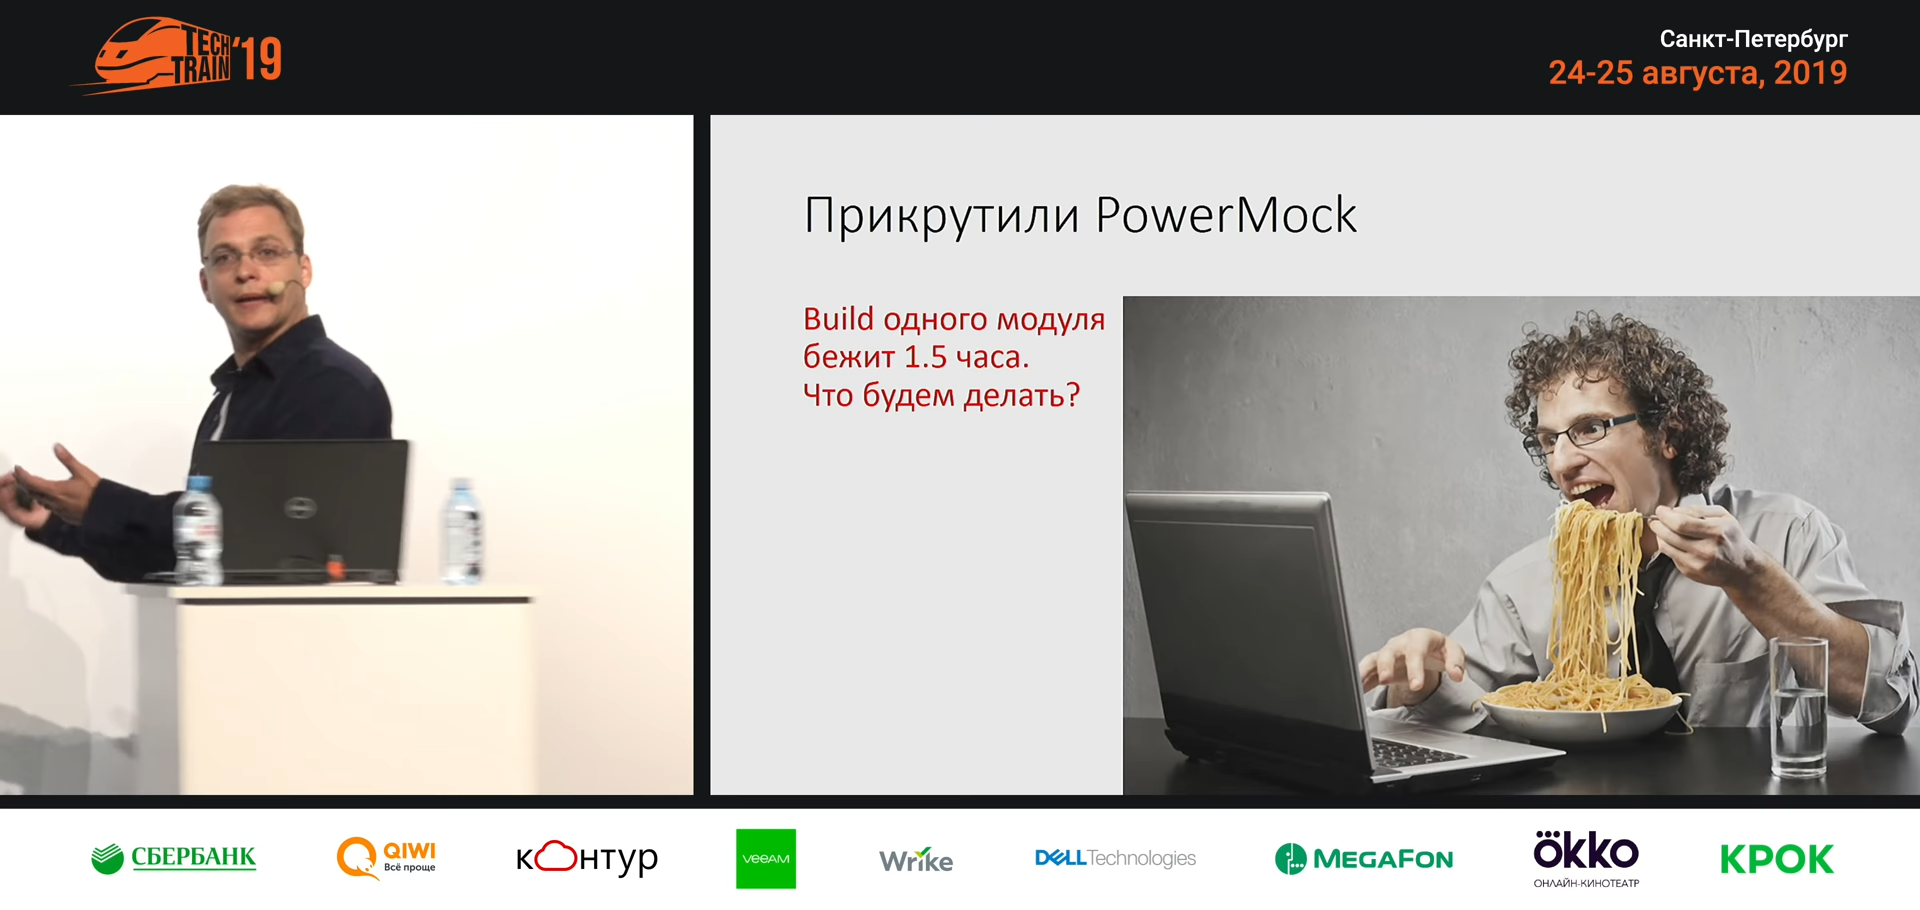 TECH
TRAIN'19
Санкт-Петербург
24-25 августа, 2019
Прикрутили PowerMock
Build одного модуля
бежит 1.5 часа.
Что будем делать?
СБЕРБАНК
QIWI
Всё проще
контур
veeAM
Wrike
DELL Technologies
MEGAFON
ökko
ОНЛАЙН-КИНОТЕАТР
КРОК